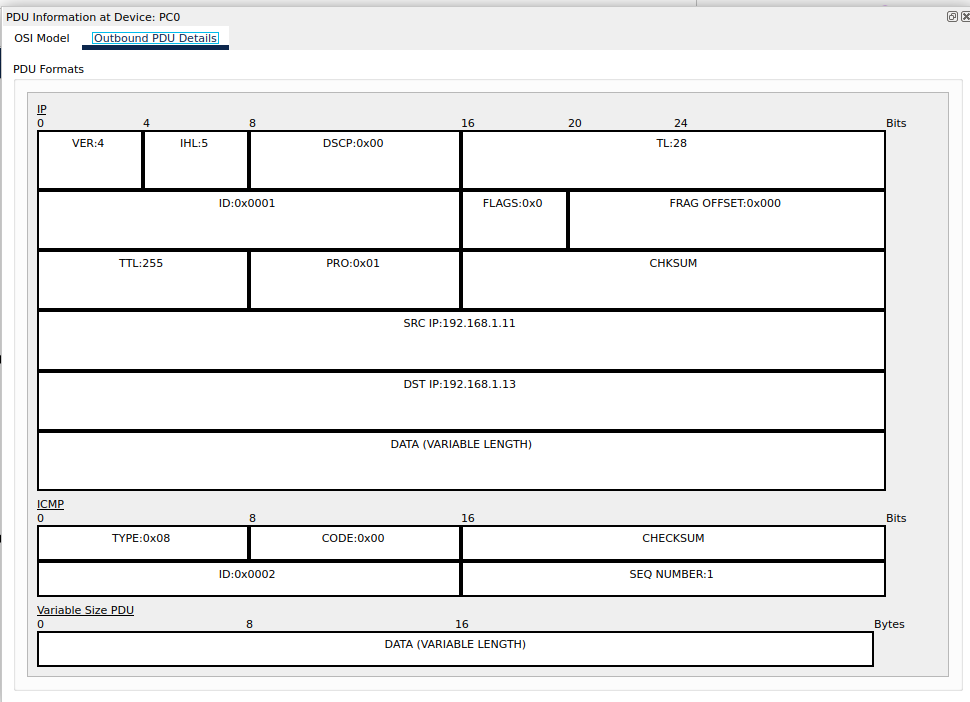 PDU Information at Device: PC0
OSI Model Outbound PDU Details
PDU Formats
IP
0 4 8 16 20 24 Bits
VER:4 IHL:5 DSCP:0x00 TL:28
ID:0x0001 FLAGS:0x0 FRAG OFFSET:0x000
TTL:255 PRO:0x01 CHKSUM
SRC IP:192.168.1.11
DST IP:192.168.1.13
DATA (VARIABLE LENGTH)
ICMP
0 8 16 Bits
TYPE:0x08 CODE:0x00 CHECKSUM
ID:0x0002 SEQ NUMBER:1
Variable Size PDU
0 8 16 Bytes
DATA (VARIABLE LENGTH)